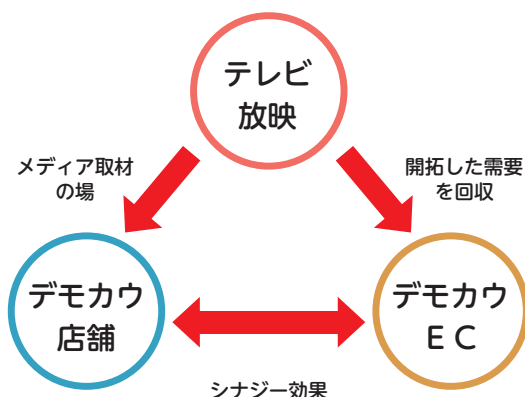 テレビ
放映
メディア取材
の場
開拓した需要
を回収
デモカウ
店舗
デモカウ
ＥＣ
シナジー効果